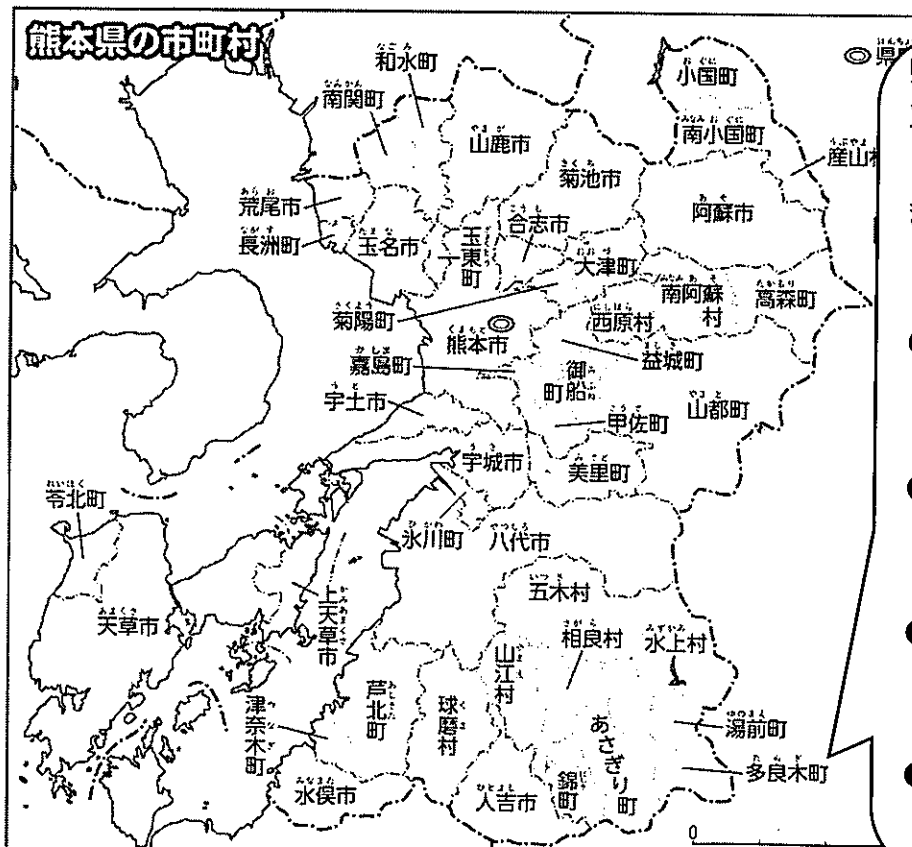 熊本県の市町村
和水町
南関町
山鹿市
小国町
南小国町
産山
菊池市
阿蘇市
荒尾市
長洲町
玉名市
玉東町
合志市
大津町
南阿蘇村
高森町
菊陽町
西原村
熊本市
嘉島町
益城町
御船町
山都町
宇土市
甲佐町
宇城市
美里町
苓北町
氷川町
八代市
天草市
上天草市
五木村
相良村
水上村
山江村
芦北町
球磨村
津奈木町
あさぎり町
湯前町
多良木町
水俣市
人吉市
錦町
県
0